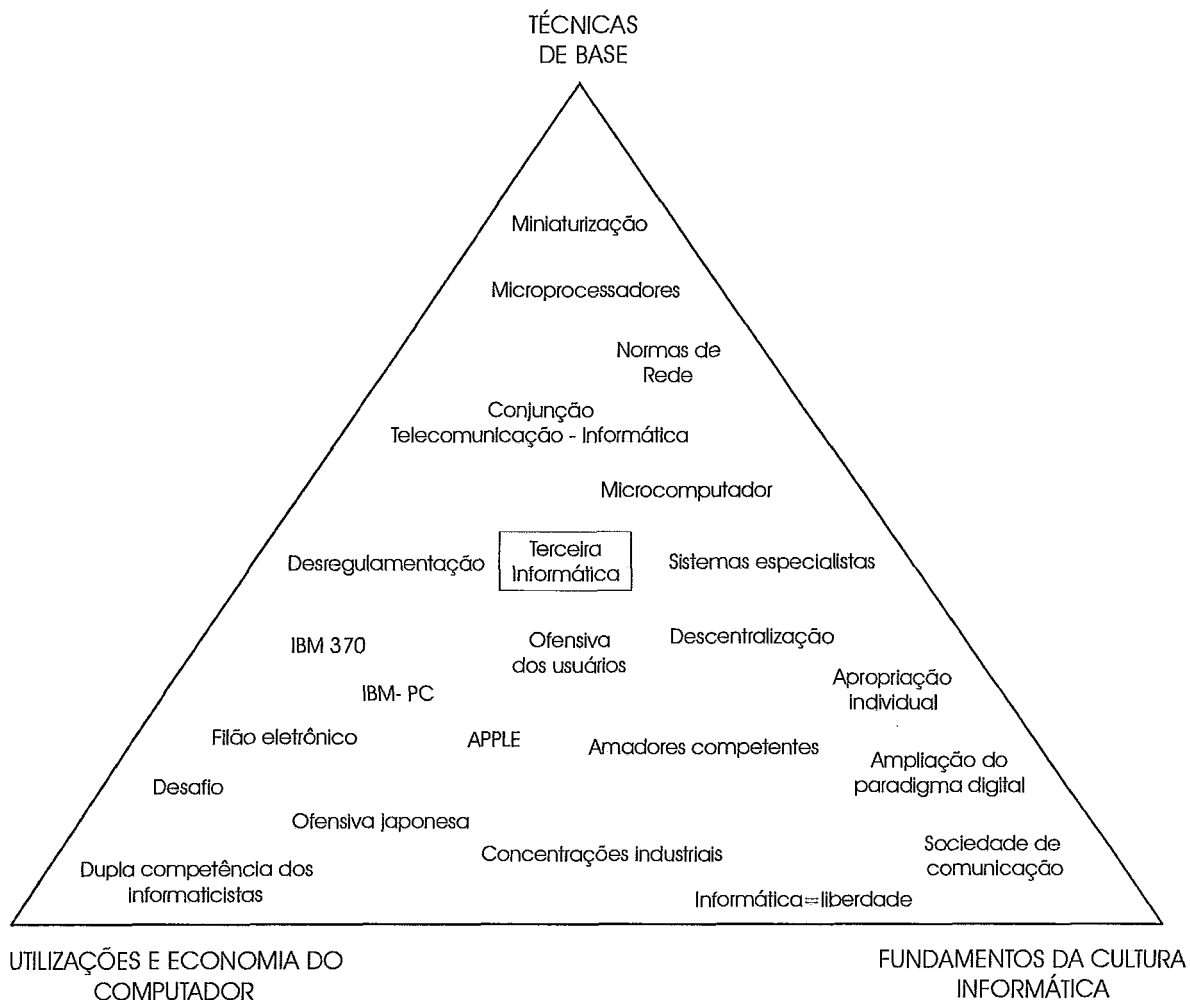 TÉCNICAS
DE BASE
Miniaturização
Microprocessadores
Normas de
Rede
Conjunção
Telecomunicação - Informática
Microcomputador
Desregulamentação
Terceira
Informática
Sistemas especialistas
IBM 370
Ofensiva
dos usuários
Descentralização
IBM- PC
Apropriação
individual
Filão eletrônico
APPLE
Amadores competentes
Ampliação do
paradigma digital
Desafio
Ofensiva japonesa
Concentrações industriais
Sociedade de
comunicação
Dupla competência dos
informaticistas
Informática=liberdade
UTILIZAÇÕES E ECONOMIA DO
COMPUTADOR
FUNDAMENTOS DA CULTURA
INFORMÁTICA